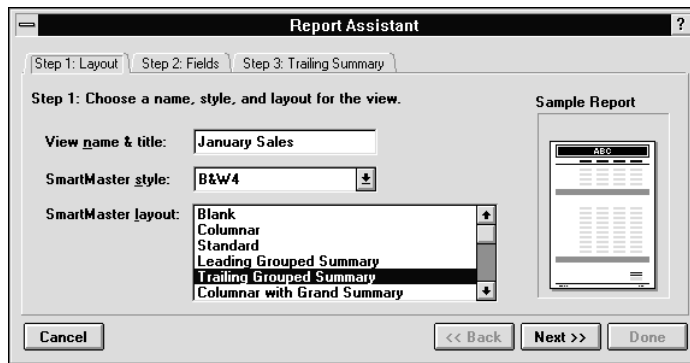 Report Assistant ?
Step 1: Layout Step 2: Fields Step 3: Trailing Summary
Step 1: Choose a name, style, and layout for the view.
Sample Report
View name & title: January Sales
SmartMaster style: B&W4
SmartMaster layout: Blank
Columnar
Standard
Leading Grouped Summary
Trailing Grouped Summary
Columnar with Grand Summary
ABC
Cancel << Back Next >> Done